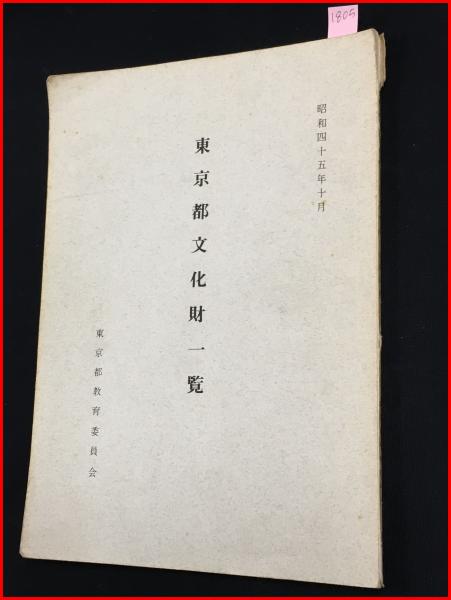 1805
昭和四十五年十月
東京都文化財一覧
東京都教育委員会